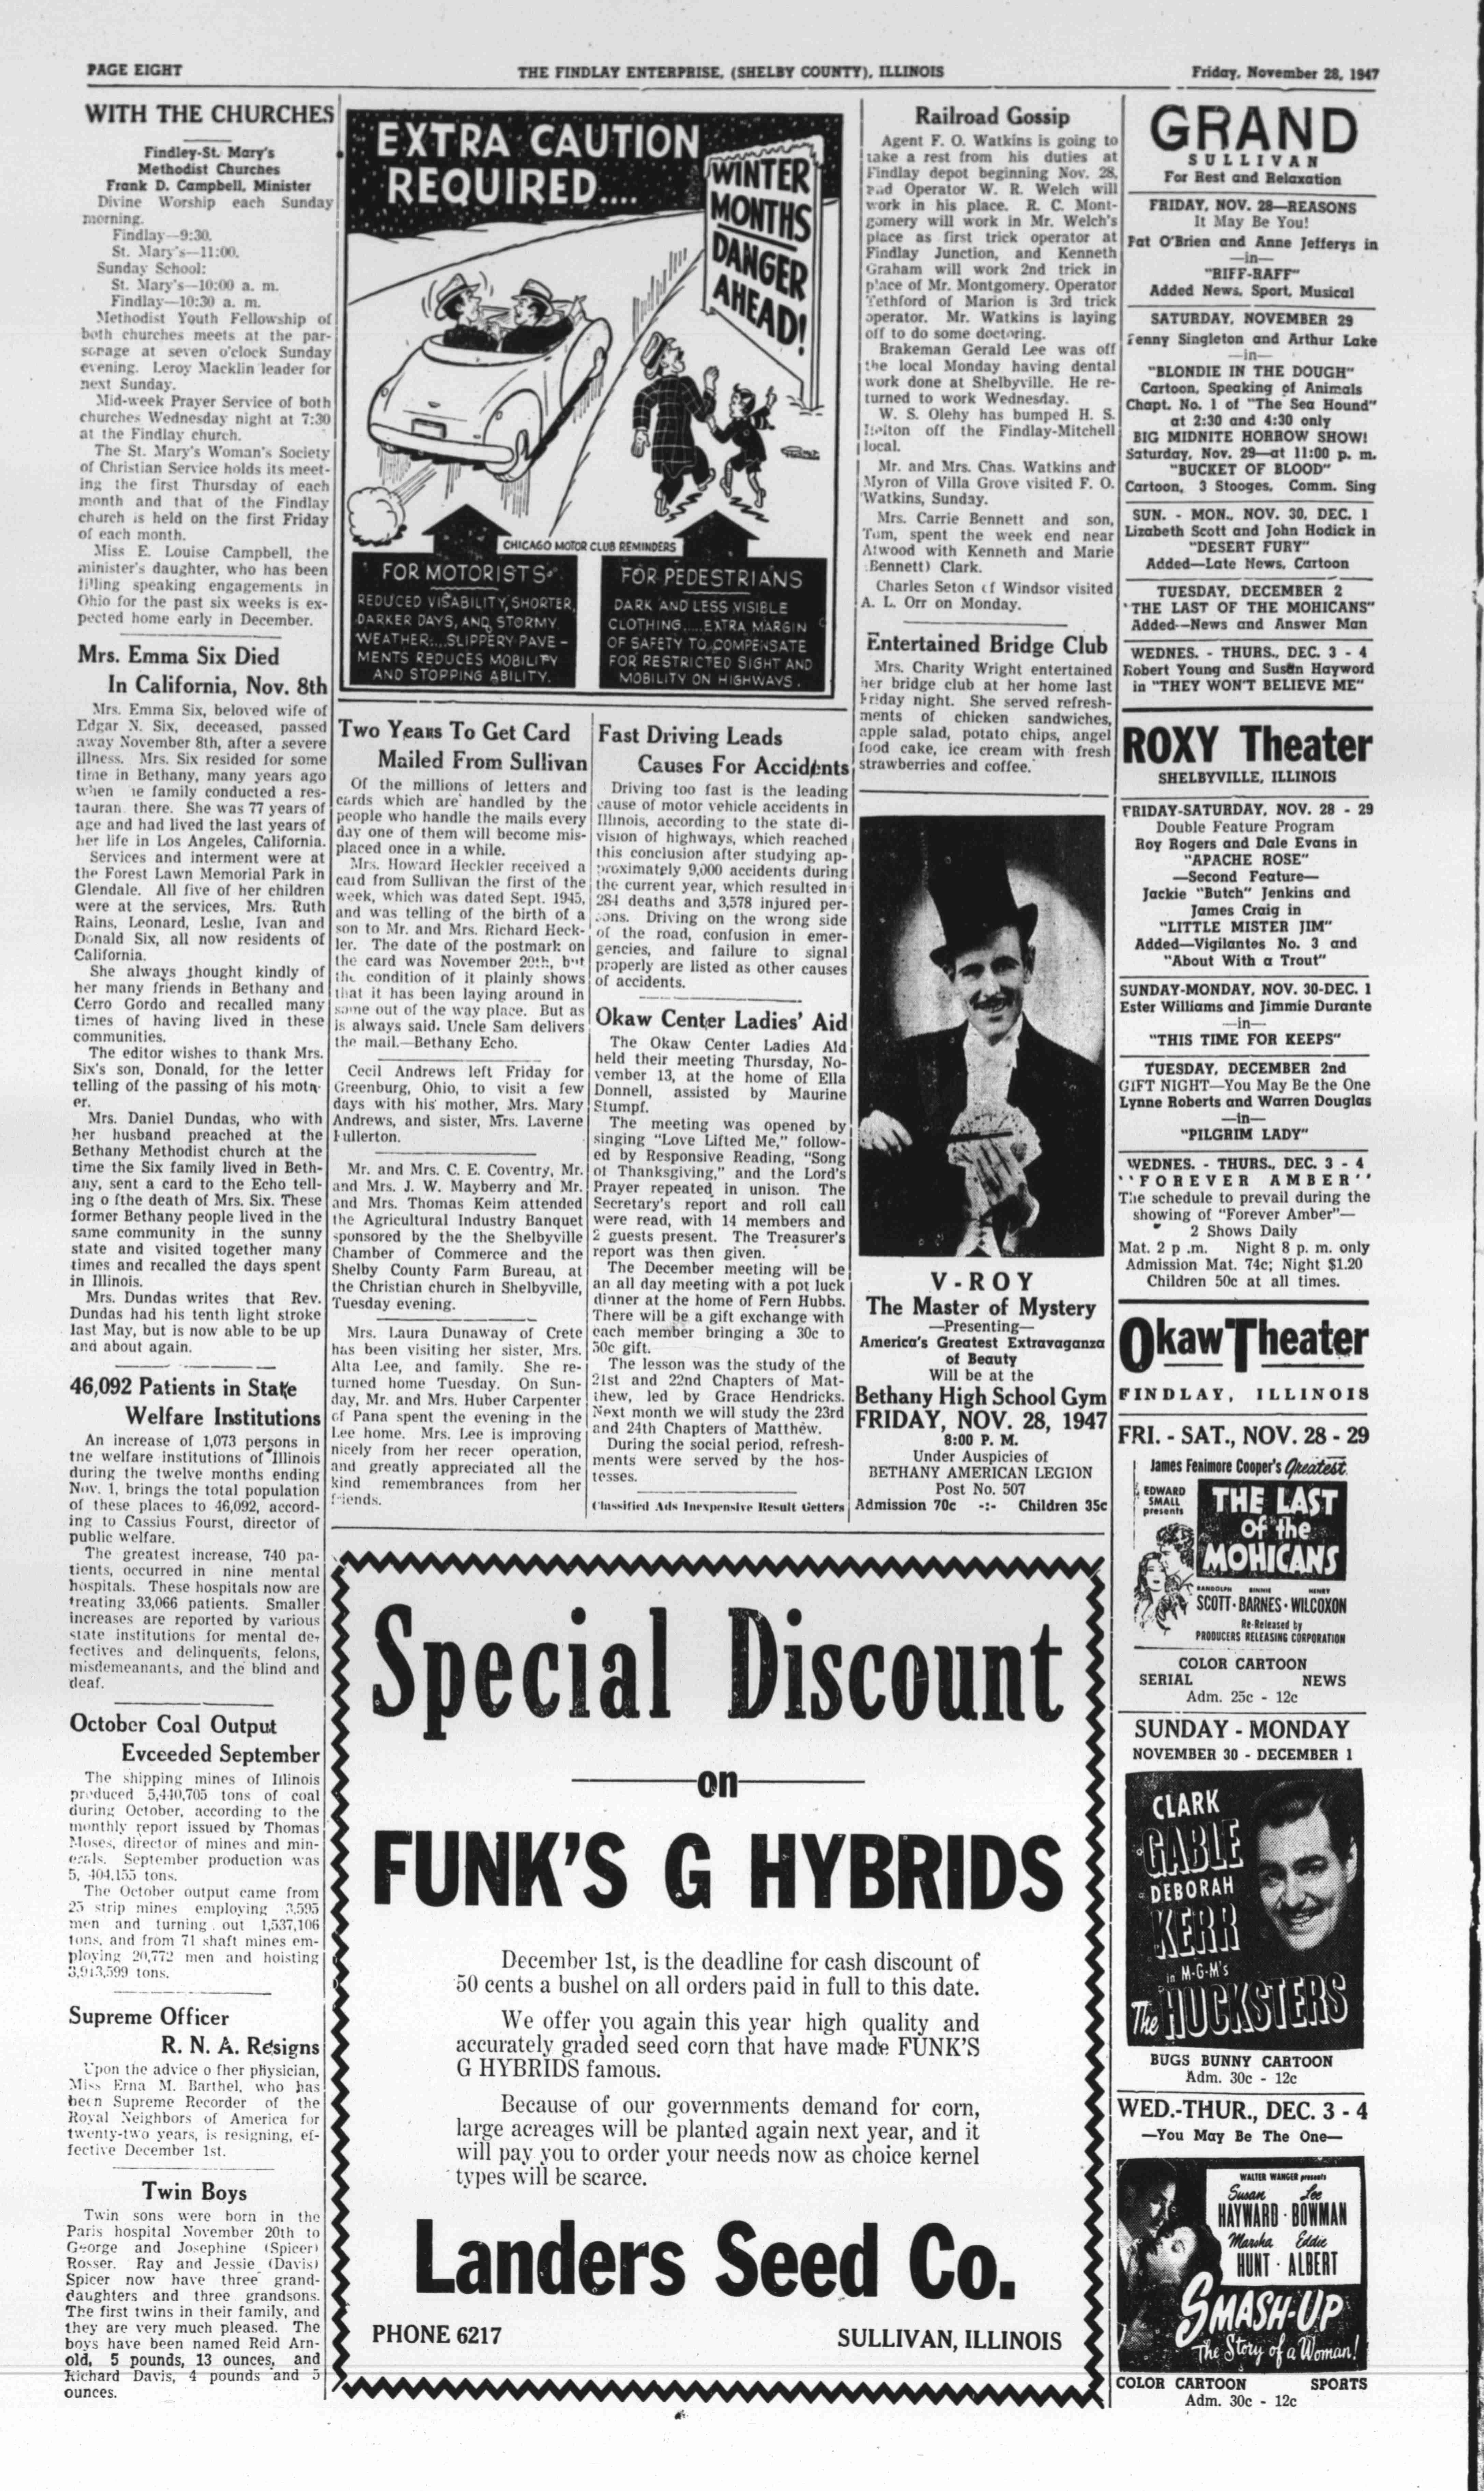 PAGE EIGHT
THE FINDLAY ENTERPRISE, (SHELBY COUNTY), ILLINOIS
Friday, November 28, 1947
WITH THE CHURCHES
Findley-St. Mary's
Methodist Churches
Frank D. Campbell, Minister
Divine Worship each Sunday
morning.
Findlay—9:30.
St. Mary's—11:00.
Sunday School:
St. Mary's—10:00 a. m.
Findlay—10:30 a. m.
Methodist Youth Fellowship of
both churches meets at the par-
sonage at seven o'clock Sunday
evening. Leroy Macklin leader for
next Sunday.
Mid-week Prayer Service of both
churches Wednesday night at 7:30
at the Findlay church.
The St. Mary's Woman's Society
of Christian Service holds its meet-
ing the first Thursday of each
month and that of the Findlay
church is held on the first Friday
of each month.
Miss E. Louise Campbell, the
minister's daughter, who has been
filling speaking engagements in
Ohio for the past six weeks is ex-
pected home early in December.
Mrs. Emma Six Died
In California, Nov. 8th
Mrs. Emma Six, beloved wife of
Edgar N. Six, deceased, passed
away November 8th, after a severe
illness. Mrs. Six resided for some
time in Bethany, many years ago
when family conducted a res-
tauran there. She was 77 years of
age and had lived the last years of
her life in Los Angeles, California.
Services and interment were at
the Forest Lawn Memorial Park in
Glendale. All five of her children
were at the services, Mrs. Ruth
Rains, Leonard, Leslie, Ivan and
Donald Six, all now residents of
California.
She always thought kindly of
her many friends in Bethany and
Cerro Gordo and recalled many
times of having lived in these
communities.
The editor wishes to thank Mrs.
Six's son, Donald, for the letter
telling of the passing of his moth-
er.
Mrs. Daniel Dundas, who with
her husband preached at the
Bethany Methodist church at the
time the Six family lived in Beth-
any, sent a card to the Echo tell-
ing o fthe death of Mrs. Six. These
former Bethany people lived in the
same community in the sunny
state and visited together many
times and recalled the days spent
in Illinois.
Mrs. Dundas writes that Rev.
Dundas had his tenth light stroke
last May, but is now able to be up
and about again.
46,092 Patients in State
Welfare Institutions
An increase of 1,073 persons in
the welfare institutions of Illinois
during the twelve months ending
Nov. 1, brings the total population
of these places to 46,092, accord-
ing to Cassius Fourst, director of
public welfare.
The greatest increase, 740 pa-
tients, occurred in nine mental
hospitals. These hospitals now are
treating 33,066 patients. Smaller
increases are reported by various
state institutions for mental de-
fectives and delinquents, felons,
misdemeanants, and the blind and
deaf.
October Coal Output
Evceeded September
The shipping mines of Illinois
produced 5,440,705 tons of coal
during October, according to the
monthly report issued by Thomas
Moses, director of mines and min-
erals. September production was
5, 404,155 tons.
The October output came from
25 strip mines employing 3,595
men and turning out 1,537,106
tons, and from 71 shaft mines em-
ploying 20,772 men and hoisting
3,913,599 tons.
Supreme Officer
R. N. A. Resigns
Upon the advice o fher physician,
Miss Erna M. Barthel, who has
been Supreme Recorder of the
Royal Neighbors of America for
twenty-two years, is resigning, ef-
fective December 1st.
Twin Boys
Twin sons were born in the
Paris hospital November 20th to
George and Josephine (Spicer)
Rosser. Ray and Jessie (Davis)
Spicer now have three grand-
daughters and three grandsons.
The first twins in their family, and
they are very much pleased. The
boys have been named Reid Arn-
old, 5 pounds, 13 ounces, and
Richard Davis, 4 pounds and 5
ounces.
EXTRA CAUTION
REQUIRED....
WINTER
MONTHS
DANGER
AHEAD!
CHICAGO MOTOR CLUB REMINDERS
FOR MOTORISTS
REDUCED VISABILITY, SHORTER,
DARKER DAYS, AND STORMY
WEATHER....SLIPPERY PAVE-
MENTS REDUCES MOBILITY
AND STOPPING ABILITY.
FOR PEDESTRIANS
DARK AND LESS VISIBLE
CLOTHING.....EXTRA MARGIN
OF SAFETY TO COMPENSATE
FOR RESTRICTED SIGHT AND
MOBILITY ON HIGHWAYS.
Two Years To Get Card
Mailed From Sullivan
Of the millions of letters and
cards which are handled by the
people who handle the mails every
day one of them will become mis-
placed once in a while.
Mrs. Howard Heckler received a
card from Sullivan the first of the
week, which was dated Sept. 1945,
and was telling of the birth of a
son to Mr. and Mrs. Richard Heck-
ler. The date of the postmark on
the card was November 20th, but
the condition of it plainly shows
that it has been laying around in
some out of the way place. But as
is always said. Uncle Sam delivers
the mail.—Bethany Echo.
Cecil Andrews left Friday for
Greenburg, Ohio, to visit a few
days with his mother, Mrs. Mary
Andrews, and sister, Mrs. Laverne
Fullerton.
Mr. and Mrs. C. E. Coventry, Mr.
and Mrs. J. W. Mayberry and Mr.
and Mrs. Thomas Keim attended
the Agricultural Industry Banquet
sponsored by the the Shelbyville
Chamber of Commerce and the
Shelby County Farm Bureau, at
the Christian church in Shelbyville,
Tuesday evening.
Mrs. Laura Dunaway of Crete
has been visiting her sister, Mrs.
Alta Lee, and family. She re-
turned home Tuesday. On Sun-
day, Mr. and Mrs. Huber Carpenter
of Pana spent the evening in the
Lee home. Mrs. Lee is improving
nicely from her recer operation,
and greatly appreciated all the
kind remembrances from her
friends.
Fast Driving Leads
Causes For Accidents
Driving too fast is the leading
cause of motor vehicle accidents in
Illinois, according to the state di-
vision of highways, which reached
this conclusion after studying ap-
proximately 9,000 accidents during
the current year, which resulted in
284 deaths and 3,578 injured per-
sons. Driving on the wrong side
of the road, confusion in emer-
gencies, and failure to signal
properly are listed as other causes
of accidents.
Okaw Center Ladies' Aid
The Okaw Center Ladies Aid
held their meeting Thursday, No-
vember 13, at the home of Ella
Donnell, assisted by Maurine
Stumpf.
The meeting was opened by
singing "Love Lifted Me," follow-
ed by Responsive Reading, "Song
of Thanksgiving," and the Lord's
Prayer repeated in unison. The
Secretary's report and roll call
were read, with 14 members and
2 guests present. The Treasurer's
report was then given.
The December meeting will be
an all day meeting with a pot luck
dinner at the home of Fern Hubbs.
There will be a gift exchange with
each member bringing a 30c to
50c gift.
The lesson was the study of the
21st and 22nd Chapters of Mat-
thew, led by Grace Hendricks.
Next month we will study the 23rd
and 24th Chapters of Matthew.
During the social period, refresh-
ments were served by the hos-
tesses.
Classified Ads Inexpensive Result Getters
Railroad Gossip
Agent F. O. Watkins is going to
take a rest from his duties at
Findlay depot beginning Nov. 28,
and Operator W. R. Welch will
work in his place. R. C. Mont-
gomery will work in Mr. Welch's
place as first trick operator at
Findlay Junction, and Kenneth
Graham will work 2nd trick in
place of Mr. Montgomery. Operator
Tethford of Marion is 3rd trick
operator. Mr. Watkins is laying
off to do some doctoring.
Brakeman Gerald Lee was off
the local Monday having dental
work done at Shelbyville. He re-
turned to work Wednesday.
W. S. Olehy has bumped H. S.
off the Findlay-Mitchell
local.
Mr. and Mrs. Chas. Watkins and
Myron of Villa Grove visited F. O.
Watkins, Sunday.
Mrs. Carrie Bennett and son,
Tom, spent the week end near
Atwood with Kenneth and Marie
Bennett) Clark.
Charles Seton of Windsor visited
A. L. Orr on Monday.
Entertained Bridge Club
Mrs. Charity Wright entertained
her bridge club at her home last
Friday night. She served refresh-
ments of chicken sandwiches,
apple salad, potato chips, angel
food cake, ice cream with fresh
strawberries and coffee.
V-ROY
The Master of Mystery
—Presenting—
America's Greatest Extravaganza
of Beauty
Will be at the
Bethany High School Gym
FRIDAY, NOV. 28, 1947
8:00 P. M.
Under Auspicies of
BETHANY AMERICAN LEGION
Post No. 507
Admission 70c -:- Children 35c
Special Discount
on
FUNK'S G HYBRIDS
December 1st, is the deadline for cash discount of
50 cents a bushel on all orders paid in full to this date.
We offer you again this year high quality and
accurately graded seed corn that have made FUNK'S
G HYBRIDS famous.
Because of our governments demand for corn,
large acreages will be planted again next year, and it
will pay you to order your needs now as choice kernel
types will be scarce.
Landers Seed Co.
PHONE 6217
SULLIVAN, ILLINOIS
GRAND
SULLIVAN
For Rest and Relaxation
FRIDAY, NOV. 28—REASONS
It May Be You!
Pat O'Brien and Anne Jefferys in
—in—
"RIFF-RAFF"
Added News, Sport, Musical
SATURDAY, NOVEMBER 29
Fenny Singleton and Arthur Lake
—in—
"BLONDIE IN THE DOUGH"
Cartoon, Speaking of Animals
Chapt. No. 1 of "The Sea Hound"
at 2:30 and 4:30 only
BIG MIDNITE HORROW SHOW!
Saturday, Nov. 29—at 11:00 p. m.
"BUCKET OF BLOOD"
Cartoon, 3 Stooges, Comm. Sing
SUN. - MON., NOV. 30, DEC. 1
Lizabeth Scott and John Hodick in
"DESERT FURY"
Added—Late News, Cartoon
TUESDAY, DECEMBER 2
"THE LAST OF THE MOHICANS"
Added—News and Answer Man
WEDNES. - THURS., DEC. 3 - 4
Robert Young and Susan Hayword
in "THEY WON'T BELIEVE ME"
ROXY Theater
SHELBYVILLE, ILLINOIS
FRIDAY-SATURDAY, NOV. 28 - 29
Double Feature Program
Roy Rogers and Dale Evans in
"APACHE ROSE"
—Second Feature—
Jackie "Butch" Jenkins and
James Craig in
"LITTLE MISTER JIM"
Added—Vigilantes No. 3 and
"About With a Trout"
SUNDAY-MONDAY, NOV. 30-DEC. 1
Ester Williams and Jimmie Durante
—in—
"THIS TIME FOR KEEPS"
TUESDAY, DECEMBER 2nd
GIFT NIGHT—You May Be the One
Lynne Roberts and Warren Douglas
—in—
"PILGRIM LADY"
WEDNES. - THURS., DEC. 3 - 4
''FOREVER AMBER''
The schedule to prevail during the
showing of "Forever Amber"—
2 Shows Daily
Mat. 2 p .m. Night 8 p. m. only
Admission Mat. 74c; Night $1.20
Children 50c at all times.
Okaw Theater
FINDLAY, ILLINOIS
FRI. - SAT., NOV. 28 - 29
James Fenimore Cooper's Greatest
EDWARD
SMALL
presents
THE LAST
of the
MOHICANS
RANDOLPH BINNIE HENRY
SCOTT · BARNES · WILCOXON
Re-Released by
PRODUCERS RELEASING CORPORATION
COLOR CARTOON
SERIAL NEWS
Adm. 25c - 12c
SUNDAY - MONDAY
NOVEMBER 30 - DECEMBER 1
CLARK
GABLE
DEBORAH
KERR
in M-G-M's
The HUCKSTERS
BUGS BUNNY CARTOON
Adm. 30c - 12c
WED.-THUR., DEC. 3 - 4
—You May Be The One—
WALTER WANGER presents
Susan Lee
HAYWARD · BOWMAN
Marsha Eddie
HUNT · ALBERT
SMASH-UP
The Story of a Woman!
COLOR CARTOON SPORTS
Adm. 30c - 12c